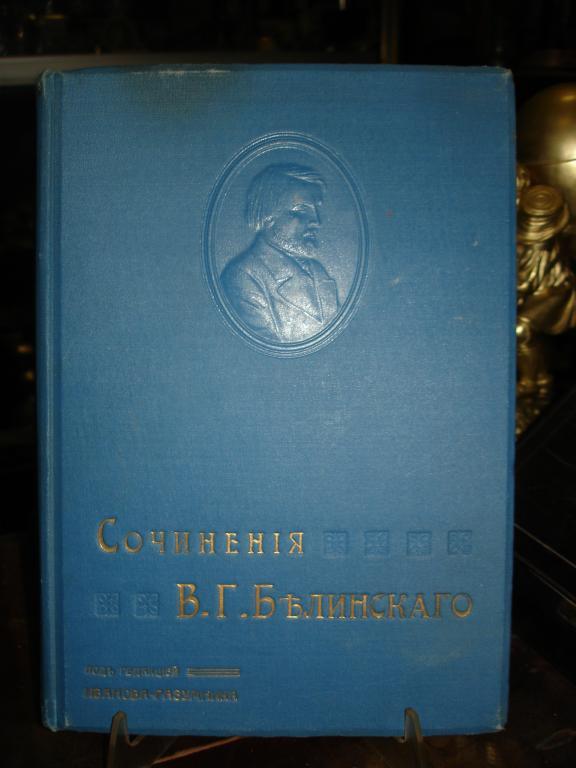 Сочиненія
В. Г. Бѣлинскаго
подъ редакціей
Иванова-Разумника